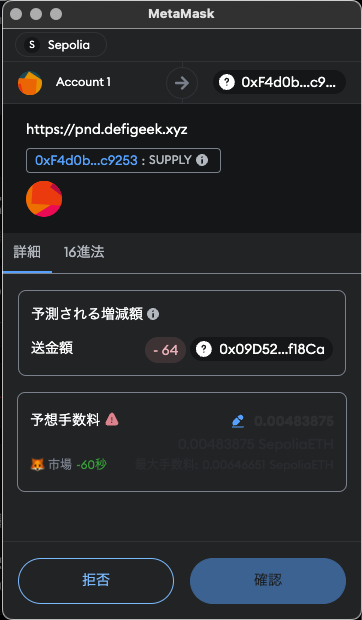 MetaMask
S Sepolia
Account 1
0xF4d0b...c9...
https://pnd.defigeek.xyz
0xF4d0b...c9253 : SUPPLY
詳細 16進法
予測される増減額
送金額 - 64 0x09D52...f18Ca
予想手数料 0.00483875
0.00483875 SepoliaETH
市場 -60秒 最大手数料: 0.00646651 SepoliaETH
拒否 確認